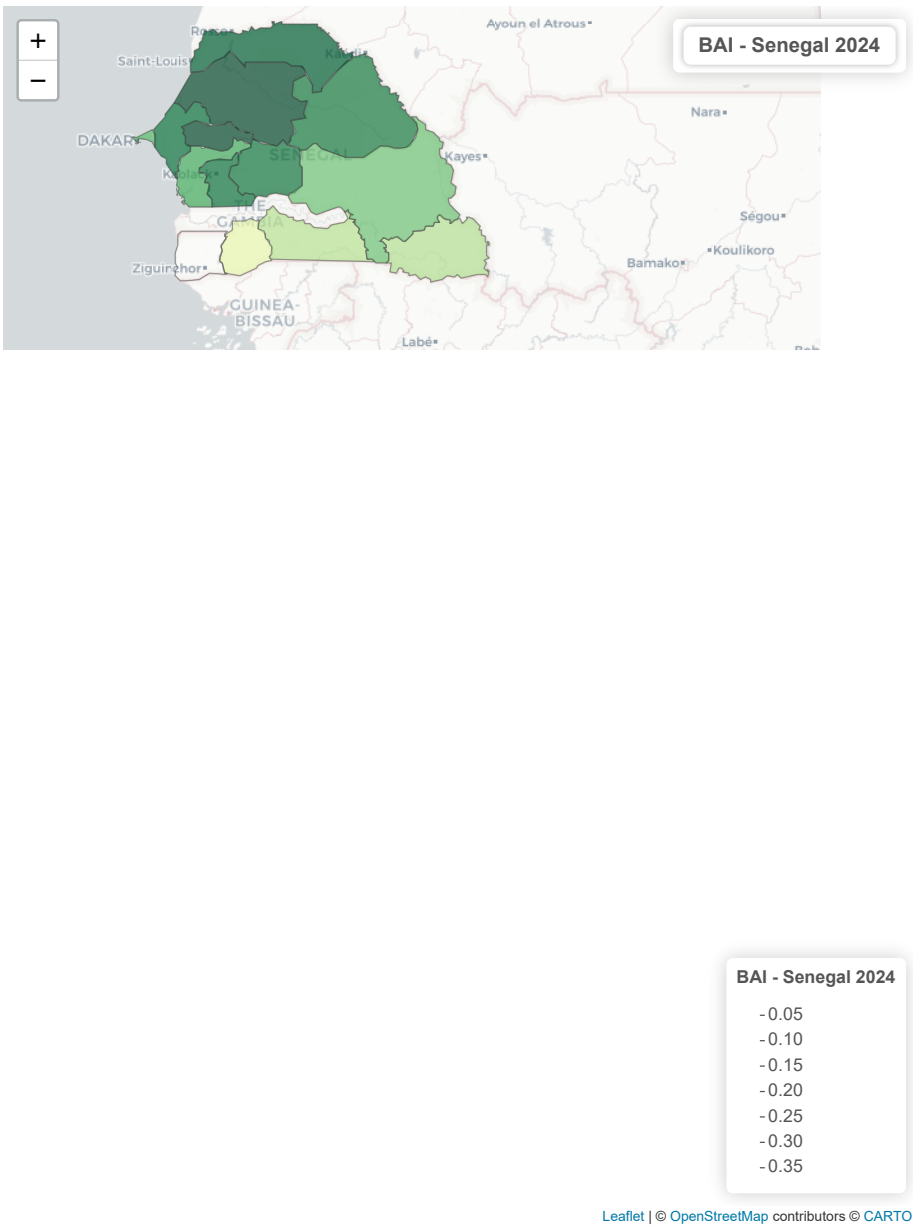 +
−
BAI - Senegal 2024
Ayoun el Atrous
Saint-Louis
Nara
DAKAR
SENEGAL
Kayes
THE
GAMBIA
Ségou
Koulikoro
Bamako
Ziguinchor
GUINEA-
BISSAU
Labé
BAI - Senegal 2024
-0.05
-0.10
-0.15
-0.20
-0.25
-0.30
-0.35
Leaflet | © OpenStreetMap contributors © CARTO